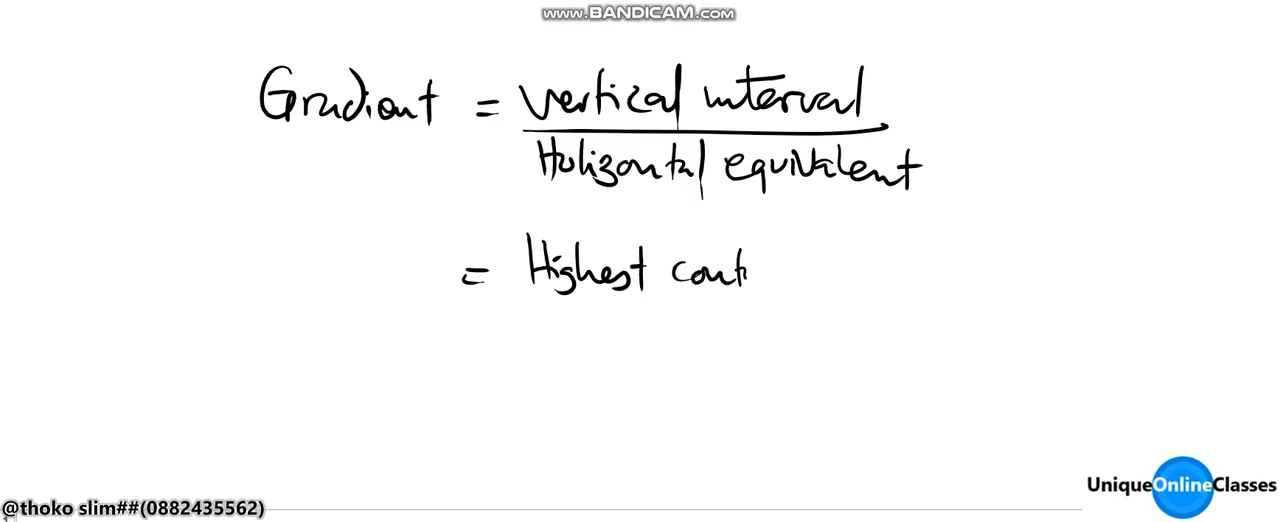 www.BANDICAM.com
Gradient = vertical interval
Holizontal equivalent
= Highest cont
UniqueOnlineClasses
@thoko slim##(0882435562)